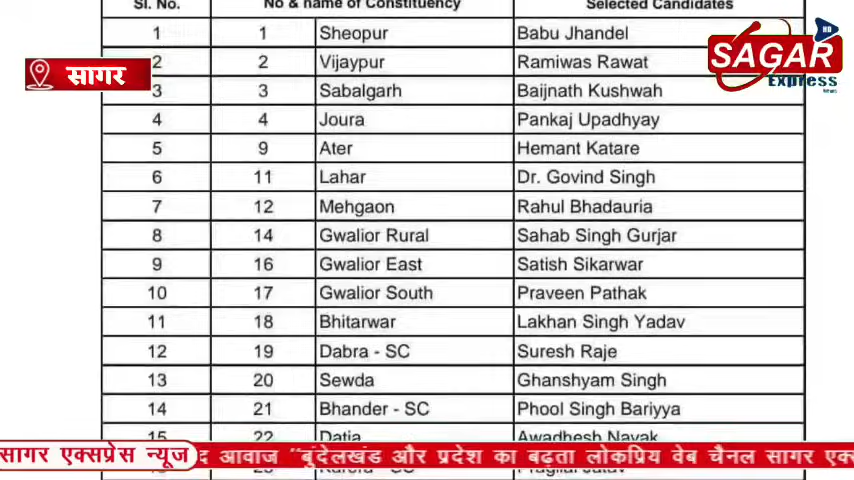 Sl. No. No & name of Constituency Selected Candidates
1 1 Sheopur Babu Jhandel
2 2 Vijaypur Ramiwas Rawat
3 3 Sabalgarh Baijnath Kushwah
4 4 Joura Pankaj Upadhyay
5 9 Ater Hemant Katare
6 11 Lahar Dr. Govind Singh
7 12 Mehgaon Rahul Bhadauria
8 14 Gwalior Rural Sahab Singh Gurjar
9 16 Gwalior East Satish Sikarwar
10 17 Gwalior South Praveen Pathak
11 18 Bhitarwar Lakhan Singh Yadav
12 19 Dabra - SC Suresh Raje
13 20 Sewda Ghanshyam Singh
14 21 Bhander - SC Phool Singh Bariyya
15 22 Datia Awadhesh Nayak
सागर
SAGAR HD
Express
News
सागर एक्सप्रेस न्यूज
द आवाज "बुंदेलखंड और प्रदेश का बढ़ता लोकप्रिय वेब चैनल सागर एक्स